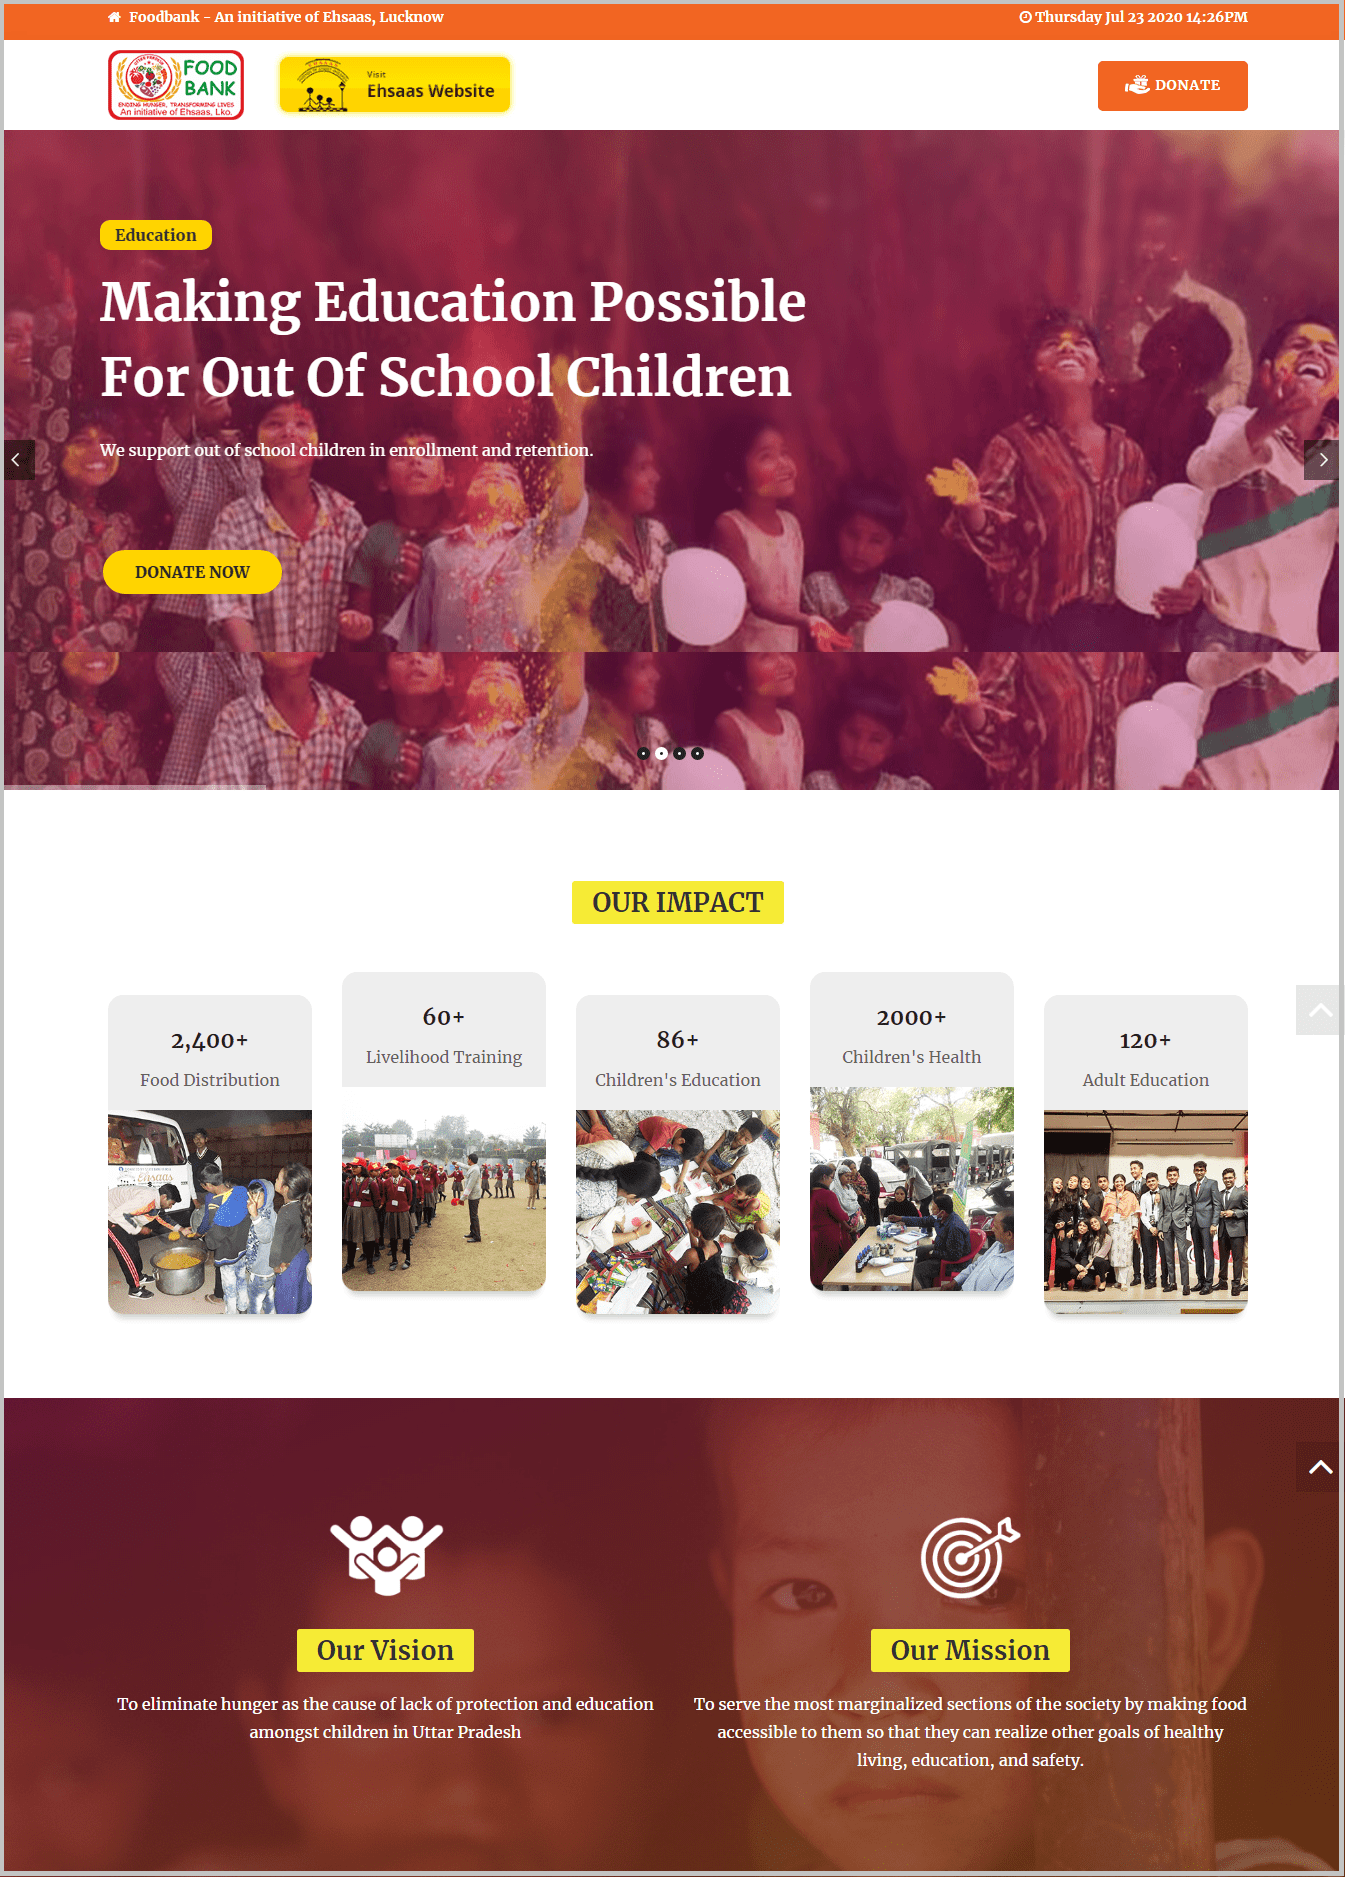 Foodbank - An initiative of Ehsaas, Lucknow
Thursday Jul 23 2020 14:26PM
UTTAR PRADESH
FOOD
BANK
ENDING HUNGER, TRANSFORMING LIVES
An initiative of Ehsaas, Lko.
Visit
Ehsaas Website
DONATE
Education
Making Education Possible
For Out Of School Children
We support out of school children in enrollment and retention.
DONATE NOW
OUR IMPACT
2,400+
Food Distribution
Ehsaas
60+
Livelihood Training
86+
Children's Education
2000+
Children's Health
120+
Adult Education
Our Vision
To eliminate hunger as the cause of lack of protection and education
amongst children in Uttar Pradesh
Our Mission
To serve the most marginalized sections of the society by making food
accessible to them so that they can realize other goals of healthy
living, education, and safety.